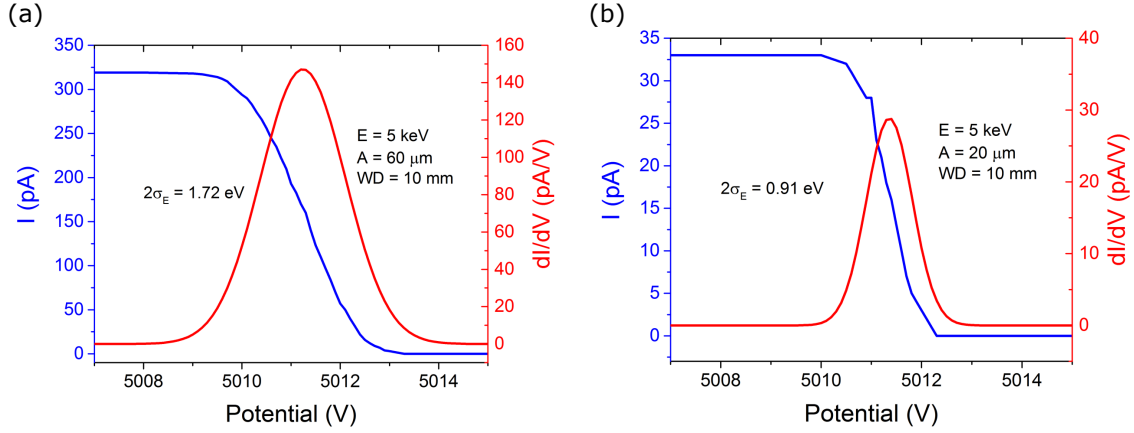 (a)
350
300
250
200
150
100
50
0
I (pA)
160
140
120
100
80
60
40
20
0
dI/dV (pA/V)
E = 5 keV
A = 60 μm
WD = 10 mm
2σE = 1.72 eV
5008
5010
5012
5014
Potential (V)
(b)
35
30
25
20
15
10
5
0
I (pA)
40
30
20
10
0
dI/dV (pA/V)
E = 5 keV
A = 20 μm
WD = 10 mm
2σE = 0.91 eV
5008
5010
5012
5014
Potential (V)